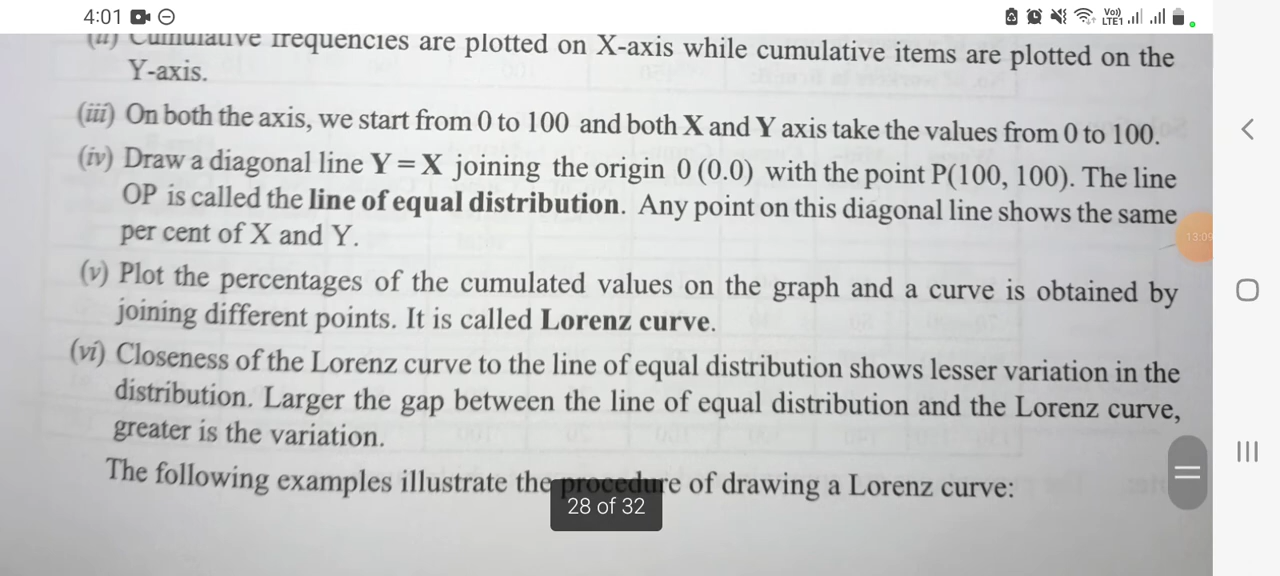 4:01
Vo))
LTE1
(ii) Cumulative frequencies are plotted on X-axis while cumulative items are plotted on the
Y-axis.
(iii) On both the axis, we start from 0 to 100 and both X and Y axis take the values from 0 to 100.
(iv) Draw a diagonal line Y = X joining the origin 0 (0.0) with the point P(100, 100). The line
OP is called the line of equal distribution. Any point on this diagonal line shows the same
per cent of X and Y.
13:09
(v) Plot the percentages of the cumulated values on the graph and a curve is obtained by
joining different points. It is called Lorenz curve.
(vi) Closeness of the Lorenz curve to the line of equal distribution shows lesser variation in the
distribution. Larger the gap between the line of equal distribution and the Lorenz curve,
greater is the variation.
The following examples illustrate the procedure of drawing a Lorenz curve:
28 of 32